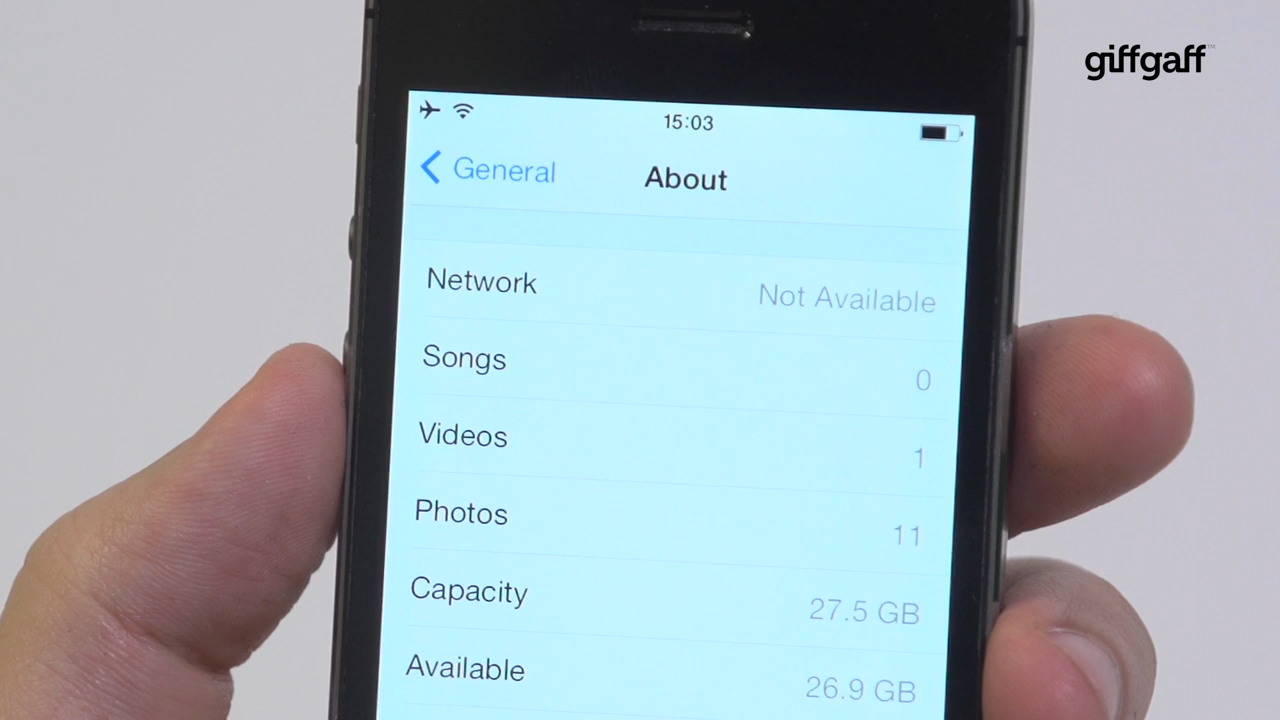 giffgaff™
15:03
General
About
Network Not Available
Songs 0
Videos 1
Photos 11
Capacity 27.5 GB
Available 26.9 GB